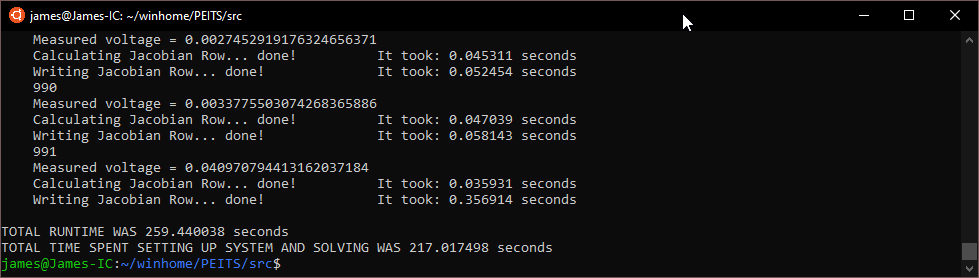 james@James-IC: ~/winhome/PEITS/src
Measured voltage = 0.0027452919176324656371
Calculating Jacobian Row... done! It took: 0.045311 seconds
Writing Jacobian Row... done! It took: 0.052454 seconds
990
Measured voltage = 0.0033775503074268365886
Calculating Jacobian Row... done! It took: 0.047039 seconds
Writing Jacobian Row... done! It took: 0.058143 seconds
991
Measured voltage = 0.040970794413162037184
Calculating Jacobian Row... done! It took: 0.035931 seconds
Writing Jacobian Row... done! It took: 0.356914 seconds
TOTAL RUNTIME WAS 259.440038 seconds
TOTAL TIME SPENT SETTING UP SYSTEM AND SOLVING WAS 217.017498 seconds
james@James-IC:~/winhome/PEITS/src$